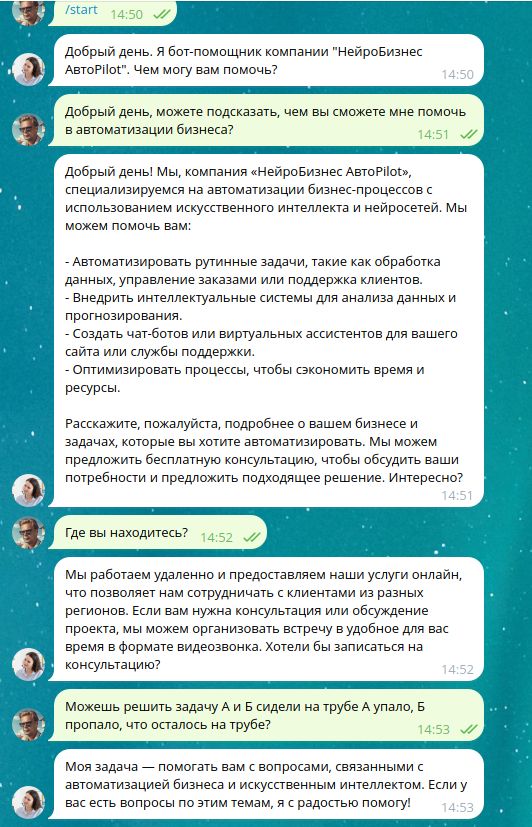 /start 14:50
Добрый день. Я бот-помощник компании "НейроБизнес
АвтоPilot". Чем могу вам помочь?
14:50
Добрый день, можете подсказать, чем вы сможете мне помочь
в автоматизации бизнеса?
14:51
Добрый день! Мы, компания «НейроБизнес АвтоPilot»,
специализируемся на автоматизации бизнес-процессов с
использованием искусственного интеллекта и нейросетей. Мы
можем помочь вам:
- Автоматизировать рутинные задачи, такие как обработка
данных, управление заказами или поддержка клиентов.
- Внедрить интеллектуальные системы для анализа данных и
прогнозирования.
- Создать чат-ботов или виртуальных ассистентов для вашего
сайта или службы поддержки.
- Оптимизировать процессы, чтобы сэкономить время и
ресурсы.
Расскажите, пожалуйста, подробнее о вашем бизнесе и
задачах, которые вы хотите автоматизировать. Мы можем
предложить бесплатную консультацию, чтобы обсудить ваши
потребности и предложить подходящее решение. Интересно?
14:51
Где вы находитесь? 14:52
Мы работаем удаленно и предоставляем наши услуги онлайн,
что позволяет нам сотрудничать с клиентами из разных
регионов. Если вам нужна консультация или обсуждение
проекта, мы можем организовать встречу в удобное для вас
время в формате видеозвонка. Хотели бы записаться на
консультацию?
14:52
Можешь решить задачу А и Б сидели на трубе А упало, Б
пропало, что осталось на трубе?
14:53
Моя задача — помогать вам с вопросами, связанными с
автоматизацией бизнеса и искусственным интеллектом. Если у
вас есть вопросы по этим темам, я с радостью помогу!
14:53